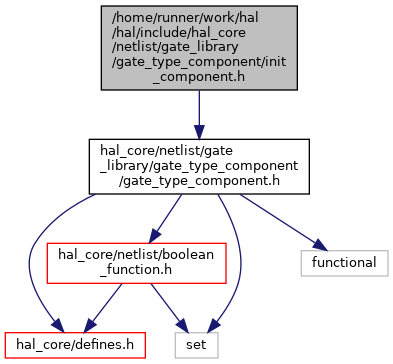 /home/runner/work/hal
/hal/include/hal_core
/netlist/gate_library
/gate_type_component/init
_component.h
hal_core/netlist/gate
_library/gate_type_component
/gate_type_component.h
hal_core/netlist/boolean
_function.h
functional
hal_core/defines.h
set